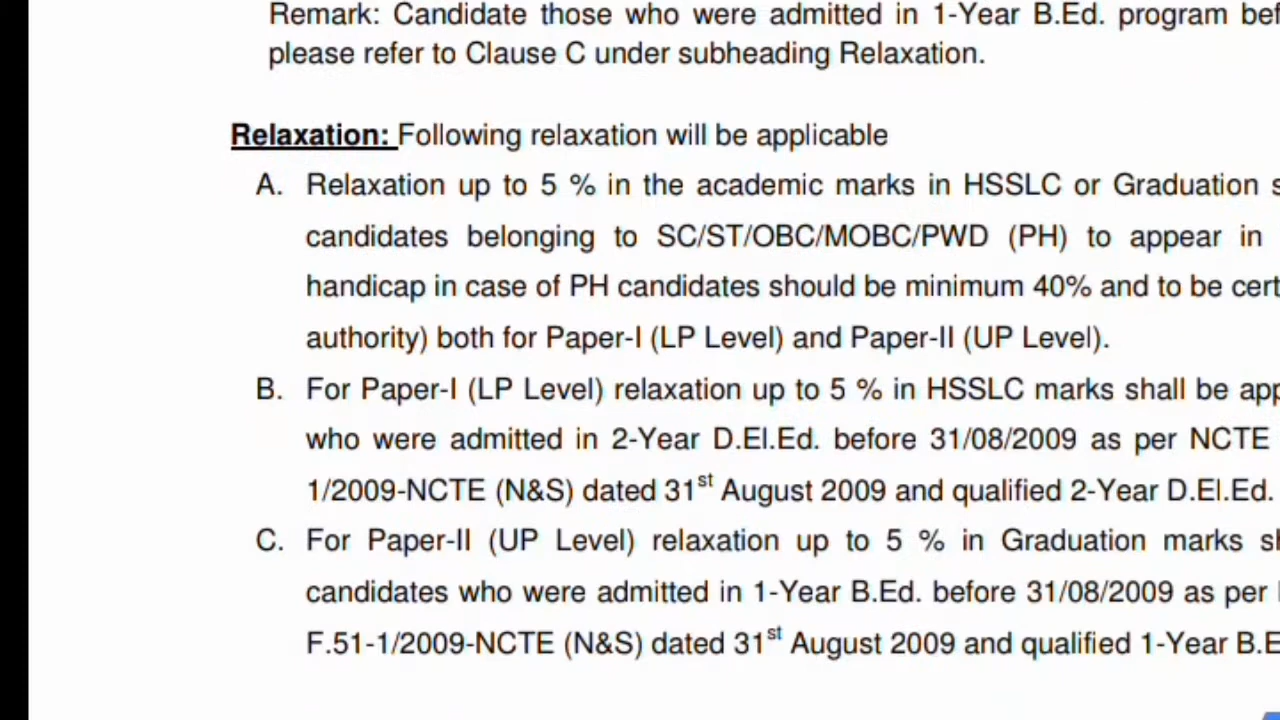 Remark: Candidate those who were admitted in 1-Year B.Ed. program
please refer to Clause C under subheading Relaxation.
Relaxation: Following relaxation will be applicable
A. Relaxation up to 5 % in the academic marks in HSSLC or Graduation
candidates belonging to SC/ST/OBC/MOBC/PWD (PH) to appear in
handicap in case of PH candidates should be minimum 40% and to be
authority) both for Paper-I (LP Level) and Paper-II (UP Level).
B. For Paper-I (LP Level) relaxation up to 5 % in HSSLC marks shall be
who were admitted in 2-Year D.El.Ed. before 31/08/2009 as per NCTE
1/2009-NCTE (N&S) dated 31st August 2009 and qualified 2-Year D.El.Ed.
C. For Paper-II (UP Level) relaxation up to 5 % in Graduation marks
candidates who were admitted in 1-Year B.Ed. before 31/08/2009 as per
F.51-1/2009-NCTE (N&S) dated 31st August 2009 and qualified 1-Year